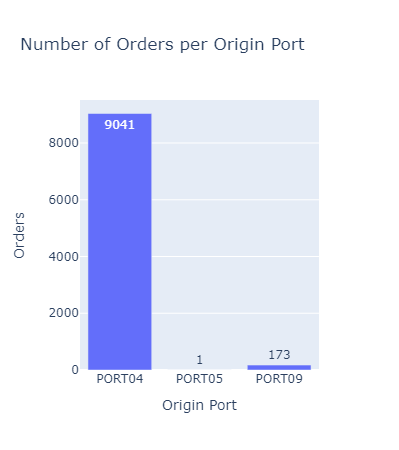 Number of Orders per Origin Port
Orders
8000
6000
4000
2000
0
9041
1
173
PORT04
PORT05
PORT09
Origin Port